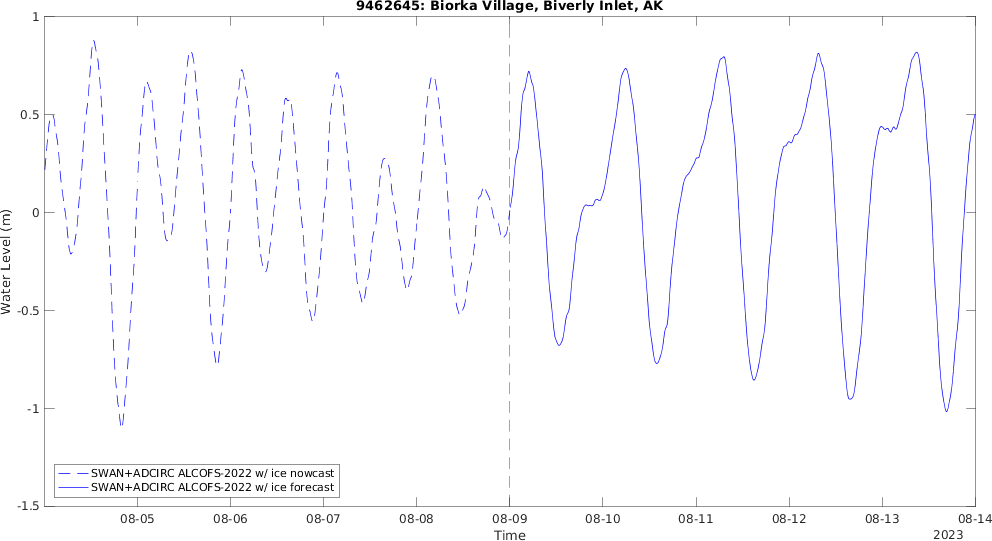 9462645: Biorka Village, Biverly Inlet, AK
Water Level (m)
1
0.5
0
-0.5
-1
-1.5
SWAN+ADCIRC ALCOFS-2022 w/ ice nowcast
SWAN+ADCIRC ALCOFS-2022 w/ ice forecast
08-05 08-06 08-07 08-08 08-09 08-10 08-11 08-12 08-13 08-14
Time
2023